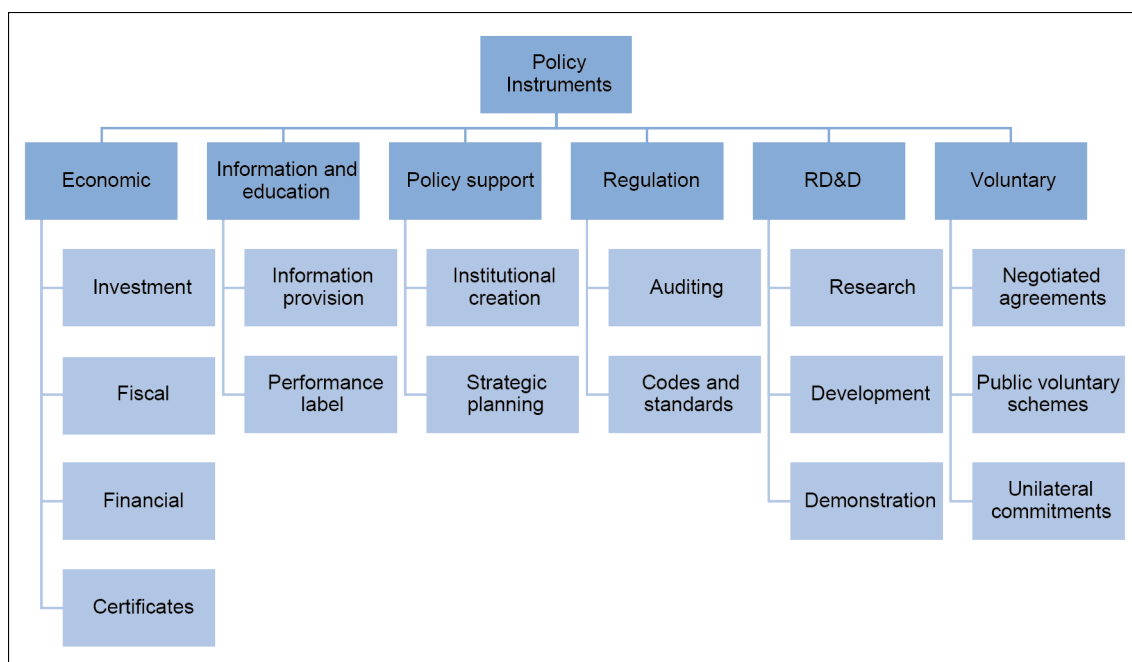 Policy
Instruments
Economic
Information and
education
Policy support
Regulation
RD&D
Voluntary
Investment
Information
provision
Institutional
creation
Auditing
Research
Negotiated
agreements
Fiscal
Performance
label
Strategic
planning
Codes and
standards
Development
Public voluntary
schemes
Financial
Demonstration
Unilateral
commitments
Certificates